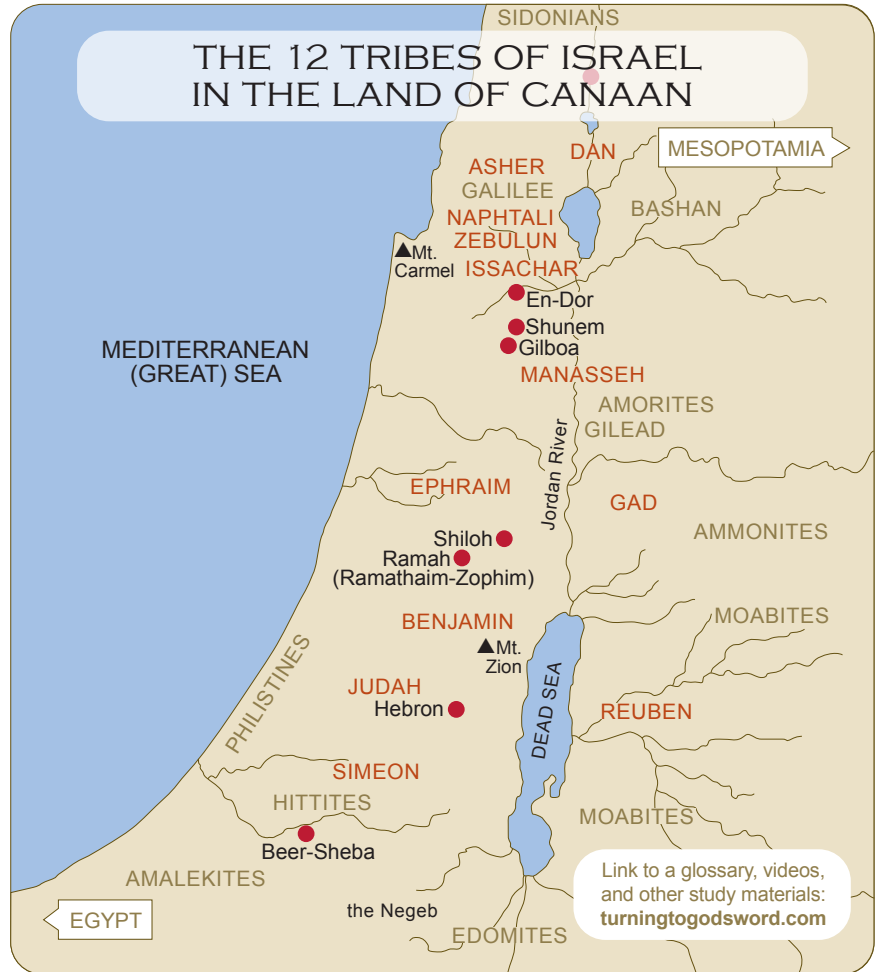 SIDONIANS
THE 12 TRIBES OF ISRAEL
IN THE LAND OF CANAAN
DAN
MESOPOTAMIA
ASHER
GALILEE
NAPHTALI
BASHAN
ZEBULUN
Mt.
Carmel
ISSACHAR
En-Dor
Shunem
Gilboa
MEDITERRANEAN
(GREAT) SEA
MANASSEH
AMORITES
GILEAD
Jordan River
EPHRAIM
GAD
AMMONITES
Shiloh
Ramah
(Ramathaim-Zophim)
MOABITES
BENJAMIN
Mt.
Zion
PHILISTINES
JUDAH
Hebron
DEAD SEA
REUBEN
SIMEON
HITTITES
MOABITES
Beer-Sheba
AMALEKITES
the Negeb
EGYPT
EDOMITES
Link to a glossary, videos,
and other study materials:
turningtogodsword.com